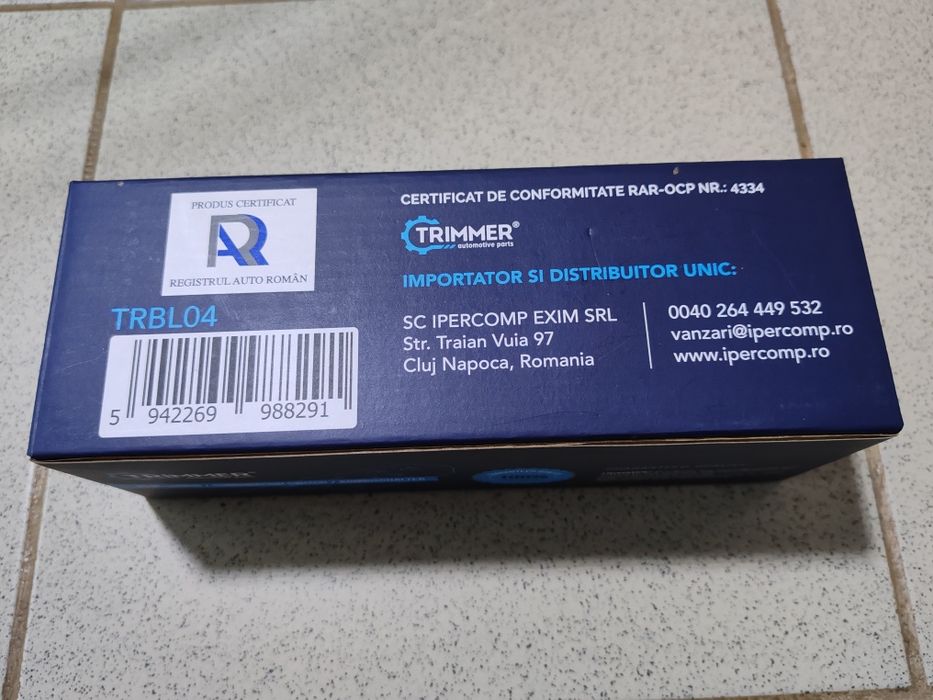 PRODUS CERTIFICAT
AR
REGISTRUL AUTO ROMÂN
TRBL04
5 942269 988291
CERTIFICAT DE CONFORMITATE RAR-OCP NR.: 4334
TRIMMER®
automotive parts
IMPORTATOR SI DISTRIBUITOR UNIC:
SC IPERCOMP EXIM SRL
Str. Traian Vuia 97
Cluj Napoca, Romania
0040 264 449 532
vanzari@ipercomp.ro
www.ipercomp.ro
TRIMMER